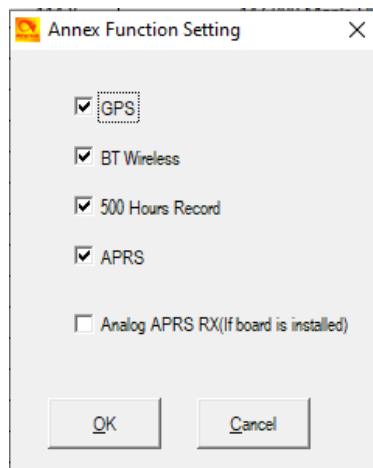 Annex Function Setting
GPS
BT Wireless
500 Hours Record
APRS
Analog APRS RX(If board is installed)
OK
Cancel